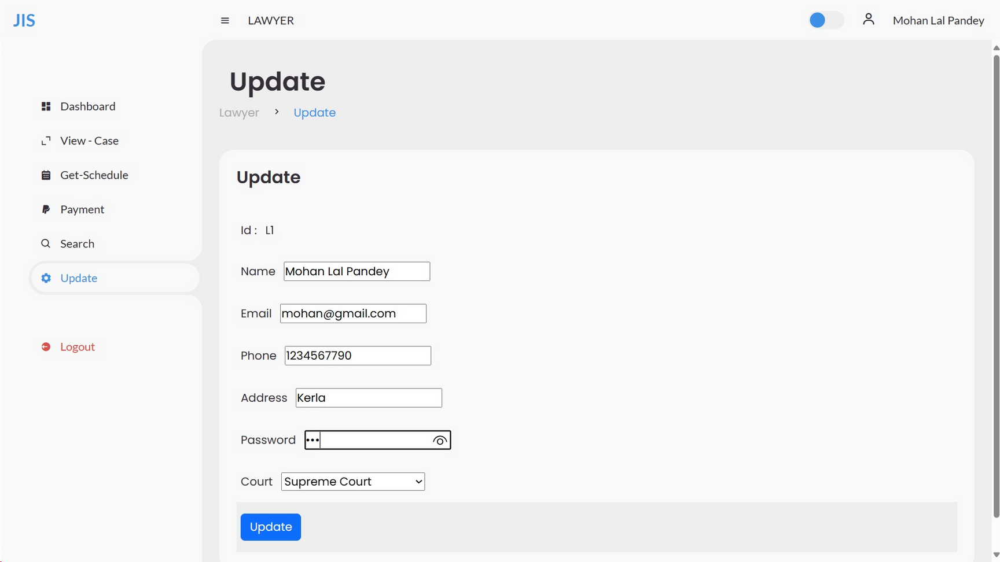 JIS
LAWYER
Mohan Lal Pandey
Dashboard
View - Case
Get-Schedule
Payment
Search
Update
Logout
Update
Lawyer > Update
Update
Id : L1
Name Mohan Lal Pandey
Email mohan@gmail.com
Phone 1234567790
Address Kerla
Password •••
Court Supreme Court
Update